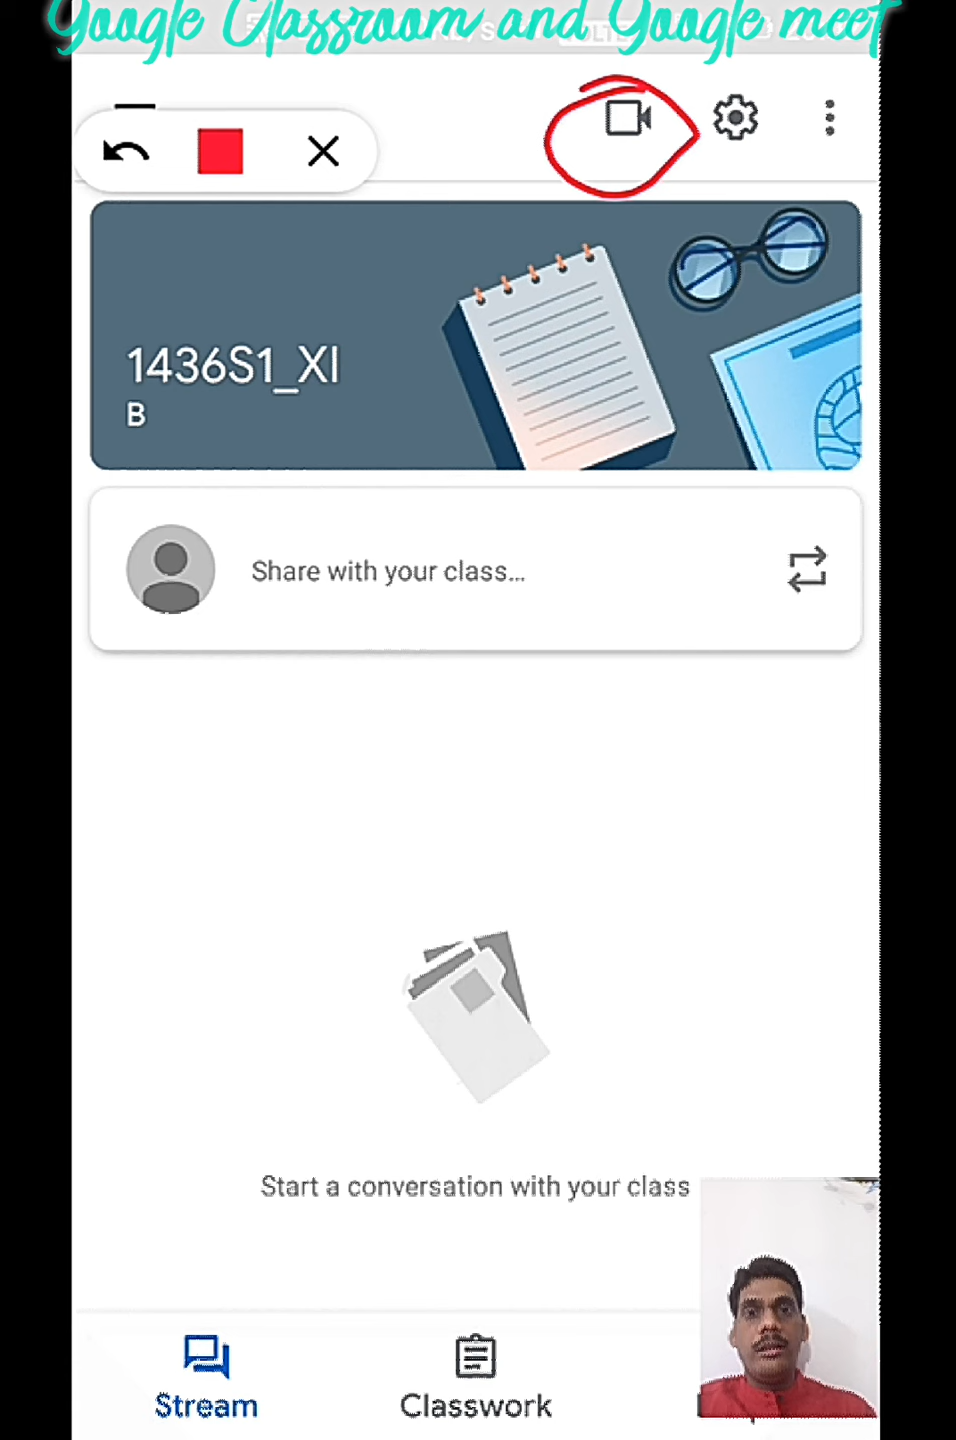 Google Classroom and Google meet
1436S1_XI
B
Share with your class...
Start a conversation with your class
Stream
Classwork